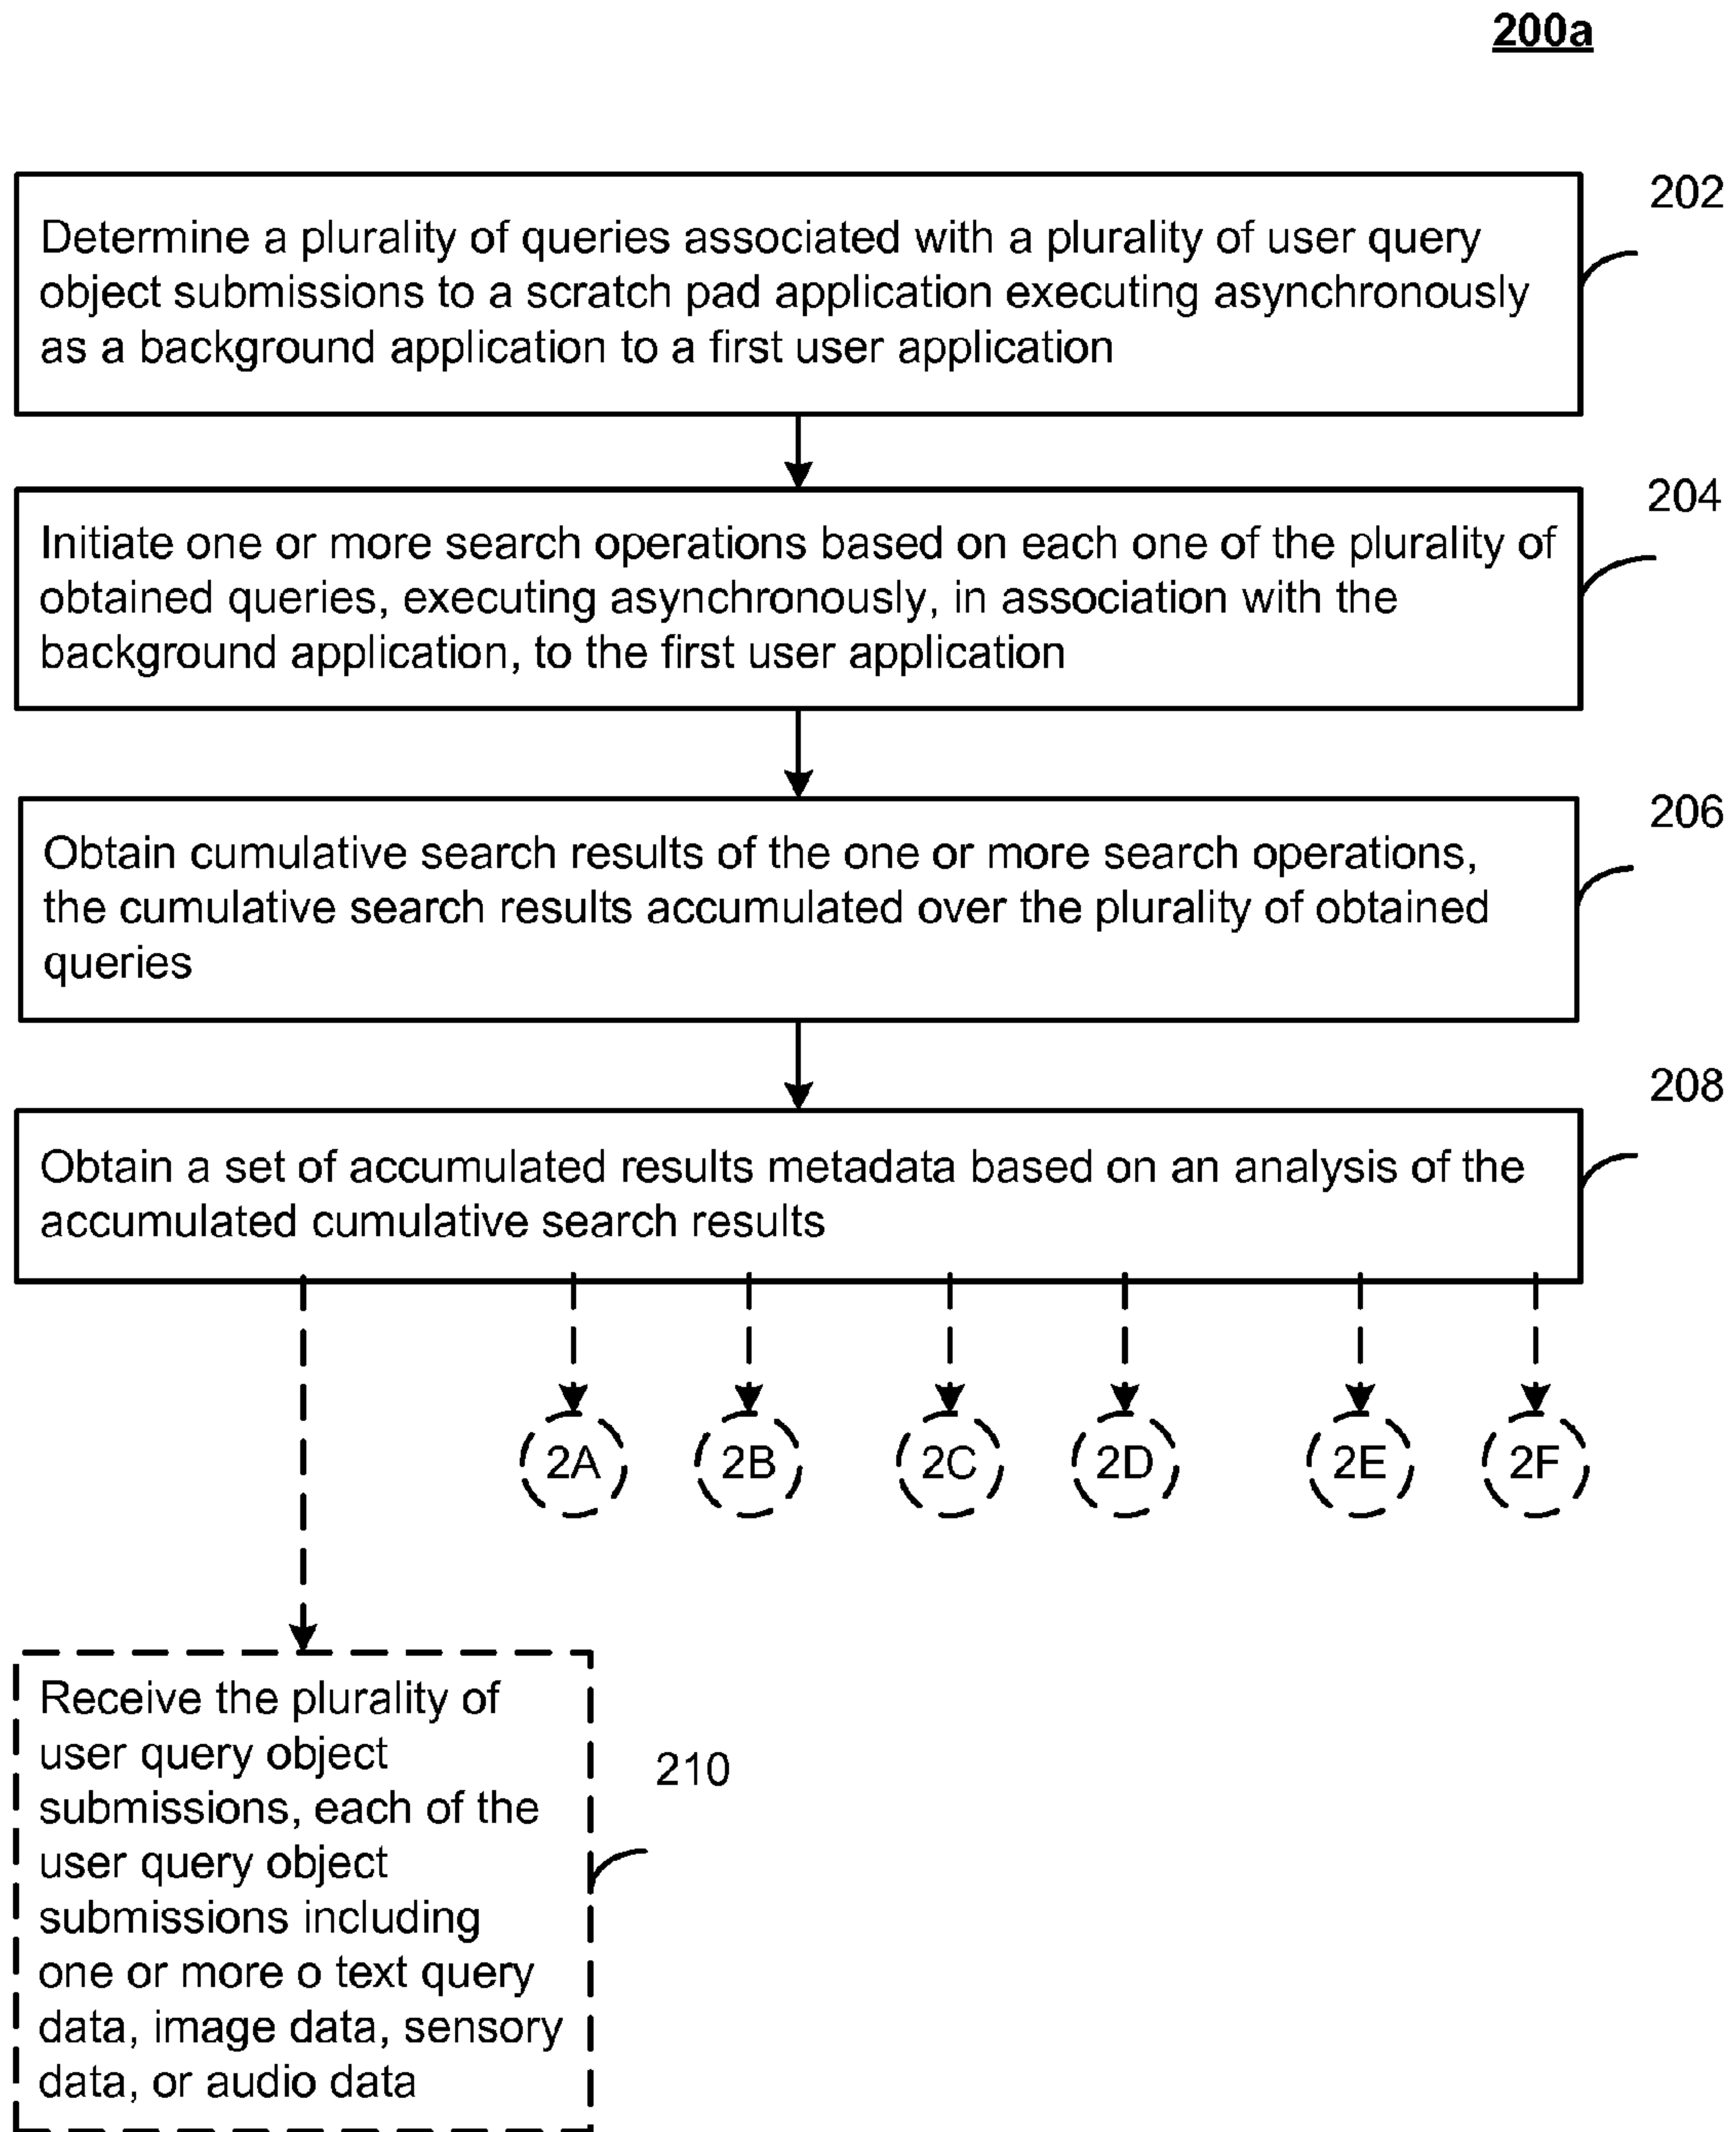 200a
202
Determine a plurality of queries associated with a plurality of user query
object submissions to a scratch pad application executing asynchronously
as a background application to a first user application
204
Initiate one or more search operations based on each one of the plurality of
obtained queries, executing asynchronously, in association with the
background application, to the first user application
206
Obtain cumulative search results of the one or more search operations,
the cumulative search results accumulated over the plurality of obtained
queries
208
Obtain a set of accumulated results metadata based on an analysis of the
accumulated cumulative search results
2A 2B 2C 2D 2E 2F
Receive the plurality of
user query object
submissions, each of the
user query object
submissions including
one or more o text query
data, image data, sensory
data, or audio data
210